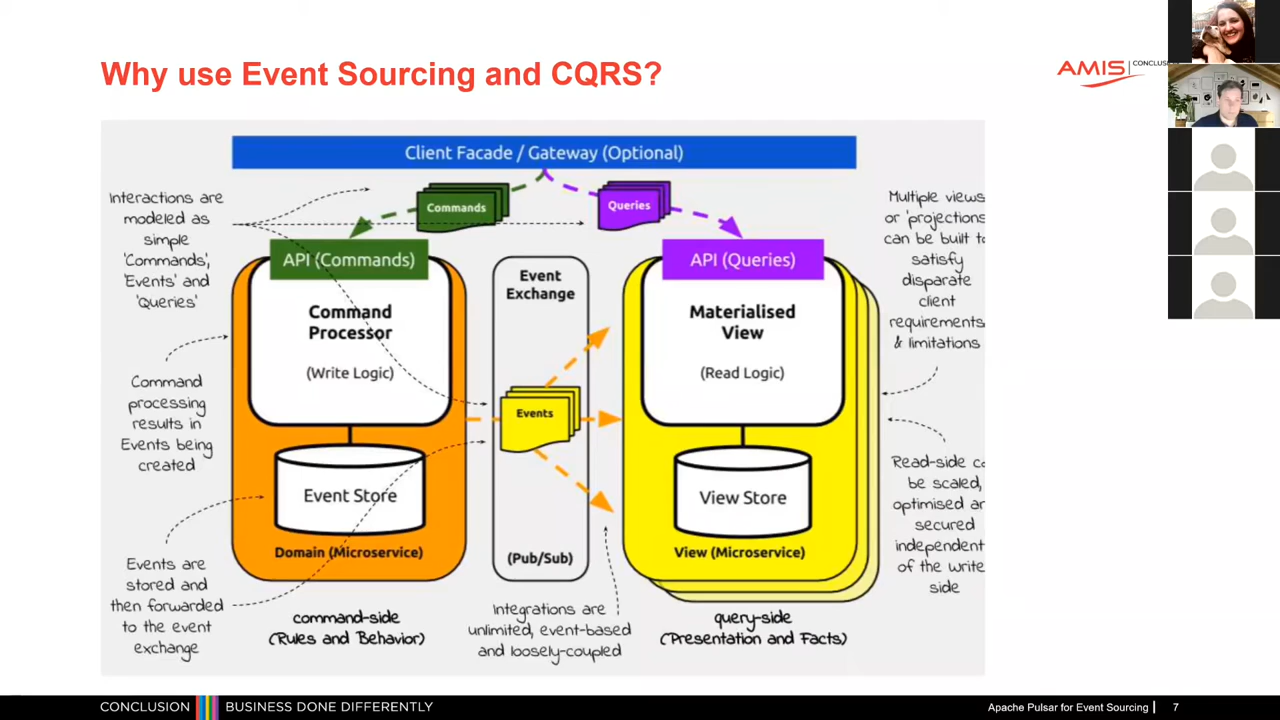 Why use Event Sourcing and CQRS?
AMIS | CONCLUSION
Client Facade / Gateway (Optional)
Interactions are
modeled as
simple
'Commands',
'Events' and
'Queries'
Commands
Queries
Multiple views
or 'projections
can be built to
satisfy
disparate
client
requirements
& limitations
API (Commands)
Event
Exchange
API (Queries)
Command
Processor
(Write Logic)
Materialised
View
(Read Logic)
Command
processing
results in
Events being
created
Events
Event Store
View Store
Read-side ca
be scaled,
optimised an
secured
independent
of the write
side
Domain (Microservice)
(Pub/Sub)
View (Microservice)
Events are
stored and
then forwarded
to the event
exchange
command-side
(Rules and Behavior)
Integrations are
unlimited, event-based
and loosely-coupled
query-side
(Presentation and Facts)
CONCLUSION BUSINESS DONE DIFFERENTLY
Apache Pulsar for Event Sourcing | 7